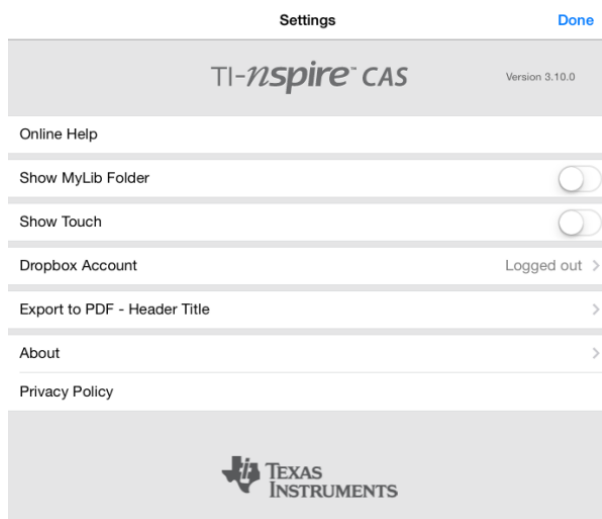 Settings Done
TI-nspire™ CAS Version 3.10.0
Online Help
Show MyLib Folder
Show Touch
Dropbox Account Logged out >
Export to PDF - Header Title >
About >
Privacy Policy
TEXAS
INSTRUMENTS